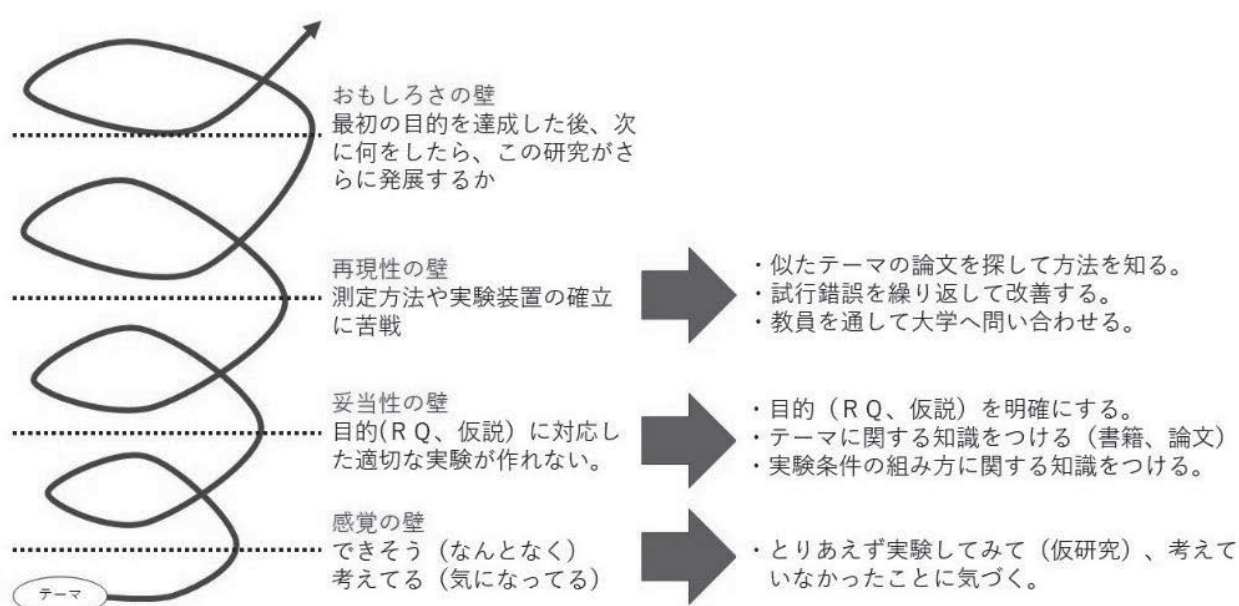 おもしろさの壁
最初の目的を達成した後、次
に何をしたら、この研究がさ
らに発展するか
再現性の壁
測定方法や実験装置の確立
に苦戦
・似たテーマの論文を探して方法を知る。
・試行錯誤を繰り返して改善する。
・教員を通して大学へ問い合わせる。
妥当性の壁
目的(ＲＱ、仮説）に対応し
た適切な実験が作れない。
・目的（ＲＱ、仮説）を明確にする。
・テーマに関する知識をつける（書籍、論文）
・実験条件の組み方に関する知識をつける。
感覚の壁
できそう（なんとなく）
考えてる（気になってる）
・とりあえず実験してみて（仮研究）、考えて
いなかったことに気づく。
テーマ